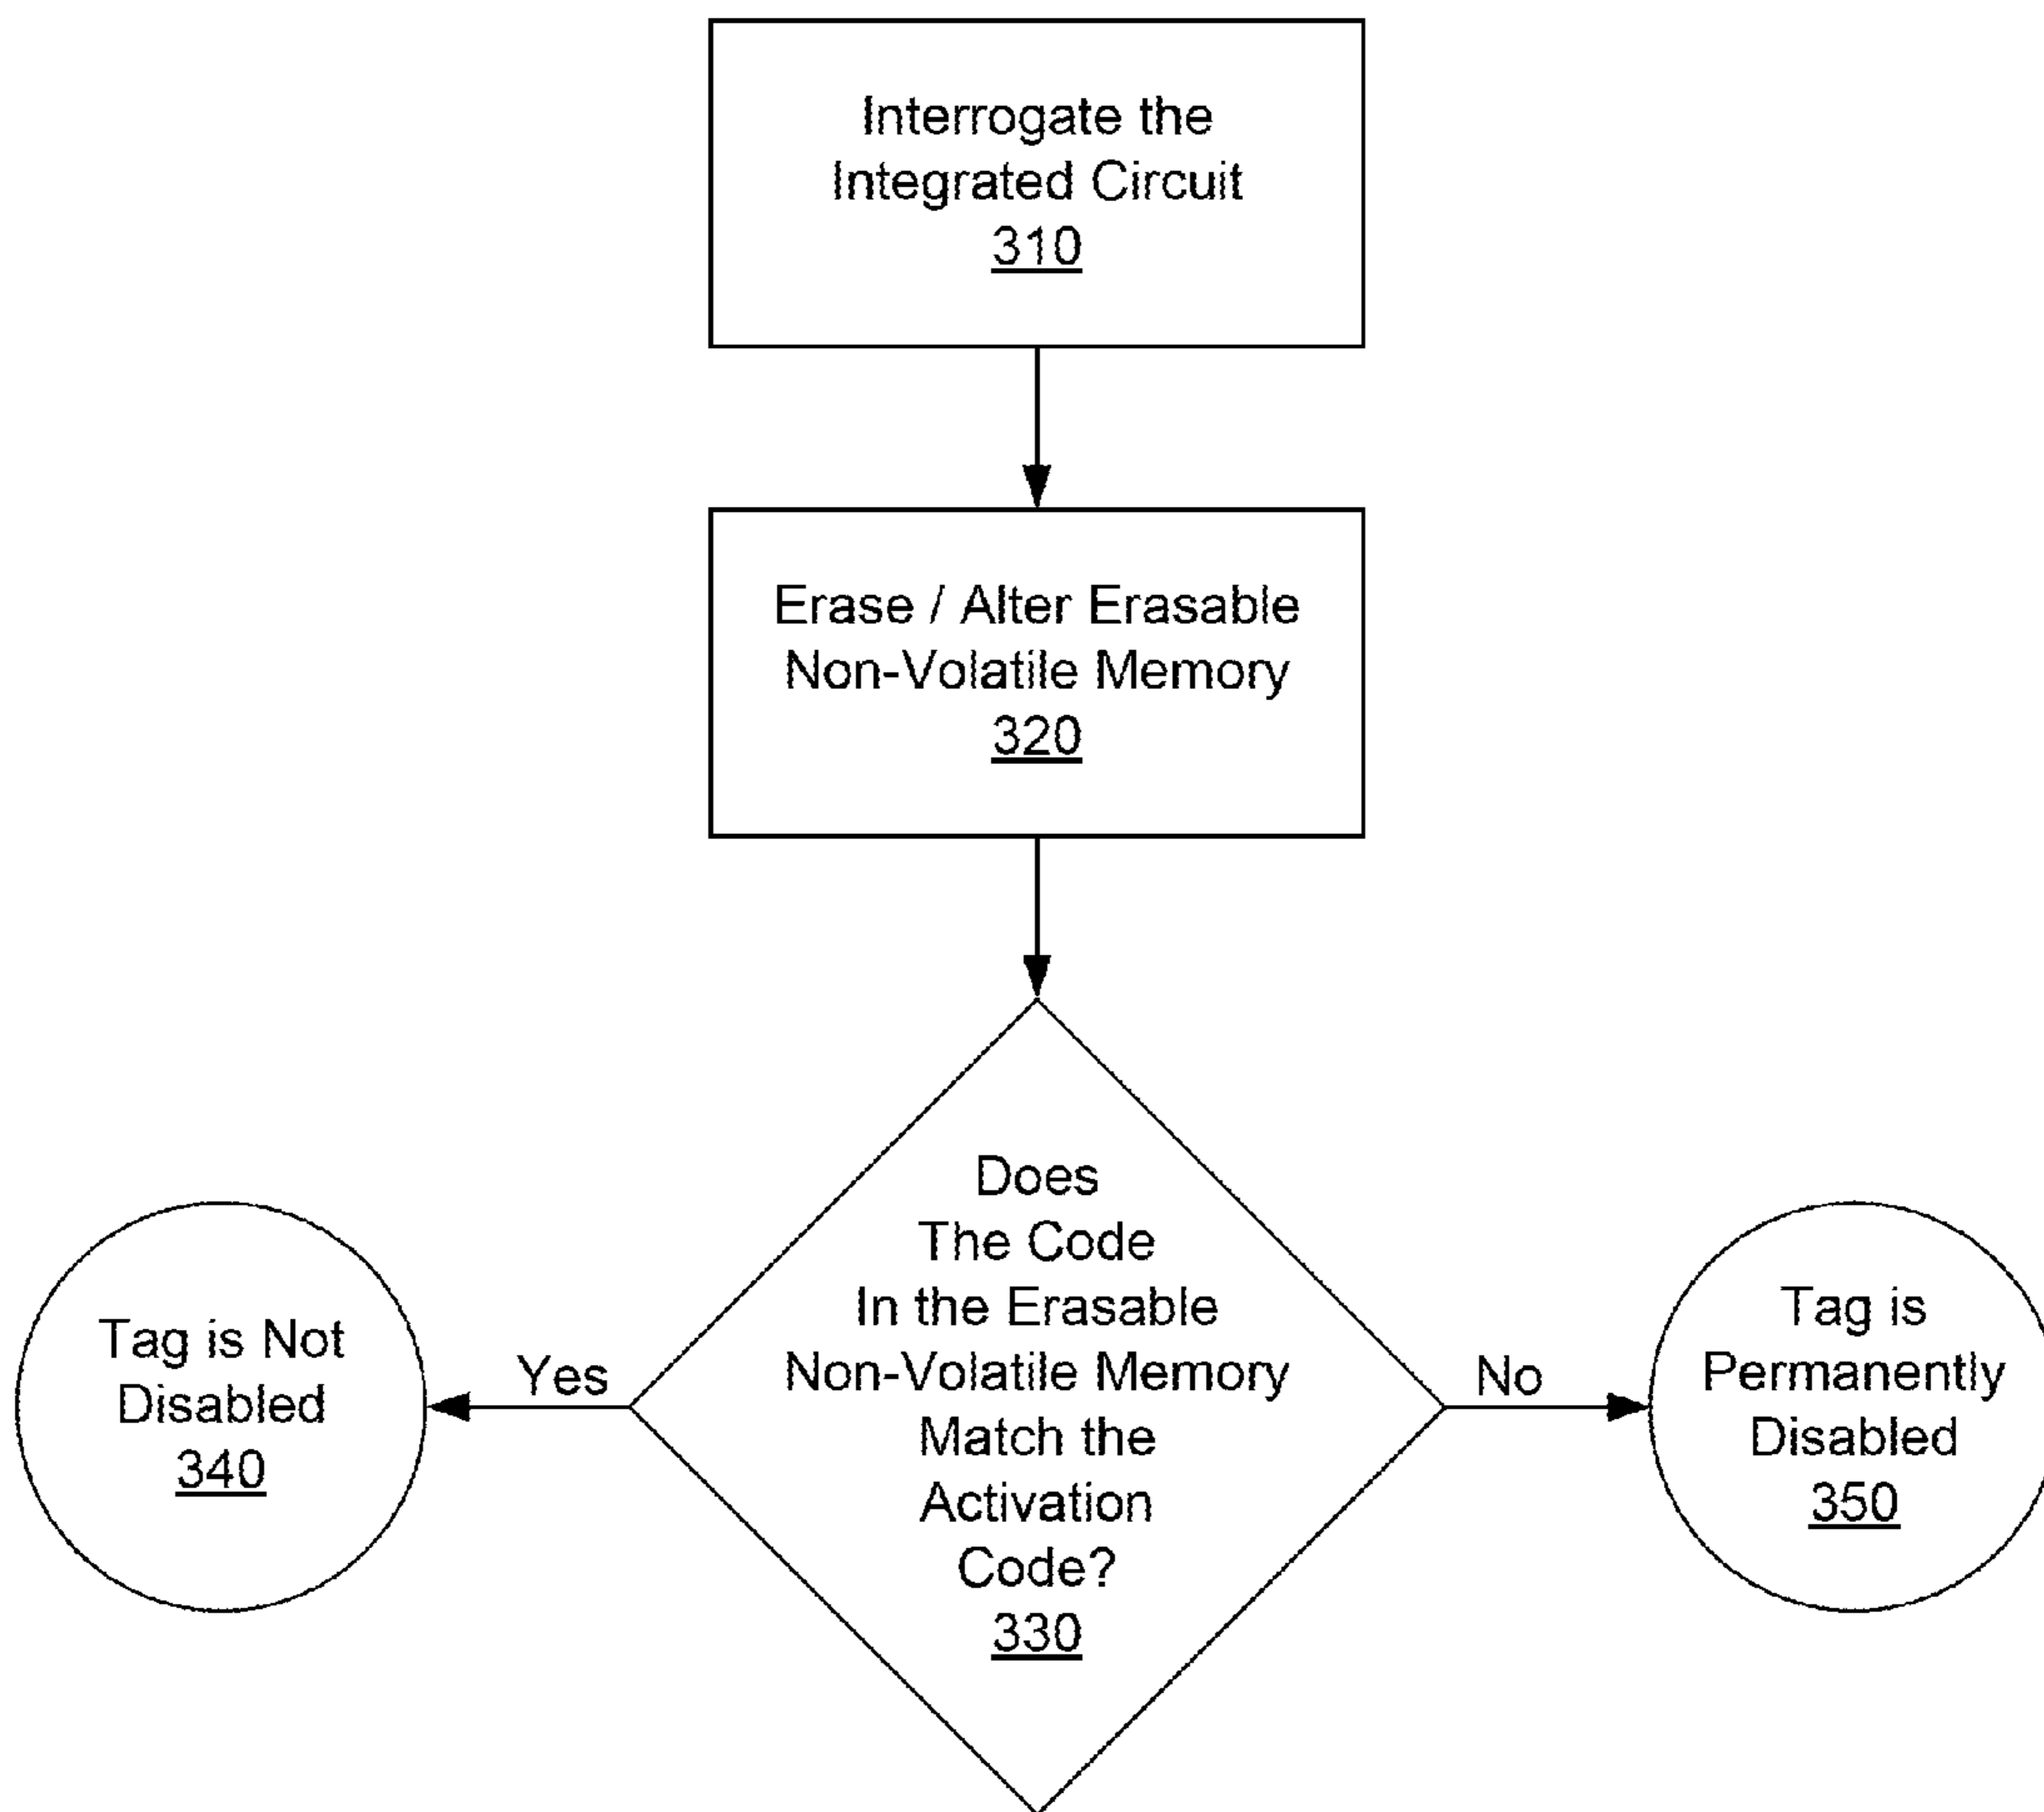 Interrogate the
Integrated Circuit
310
Erase / Alter Erasable
Non-Volatile Memory
320
Does
The Code
In the Erasable
Non-Volatile Memory
Match the
Activation
Code?
330
Yes
Tag is Not
Disabled
340
No
Tag is
Permanently
Disabled
350